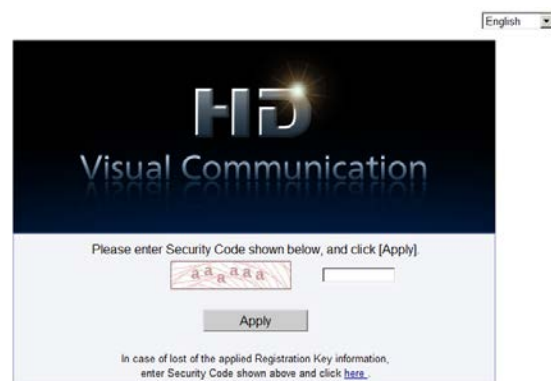 English
HD
Visual Communication
Please enter Security Code shown below, and click [Apply].
aaaaaa
Apply
In case of lost of the applied Registration Key information,
enter Security Code shown above and click here .